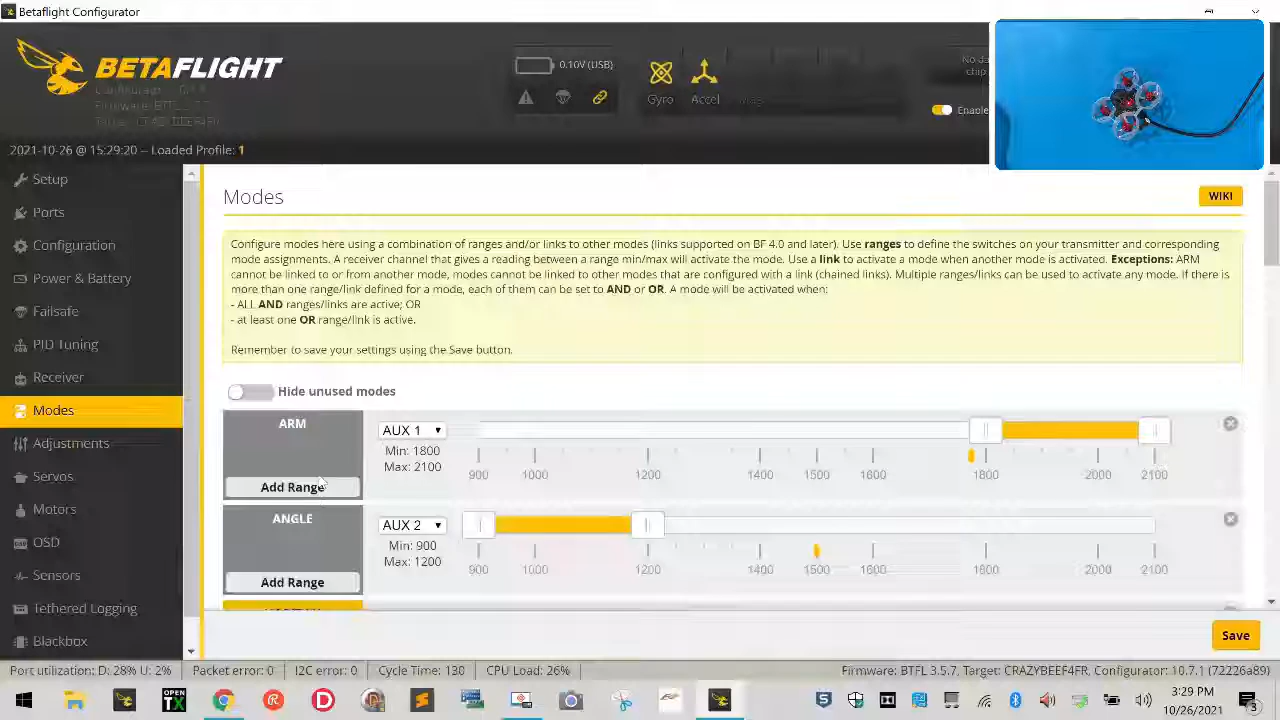 Betaflight Configurator
BETAFLIGHT
0.10V (USB)
Gyro
Accel
No da
chip
Enable
2021-10-26 @ 15:29:20 -- Loaded Profile: 1
Setup
Ports
Configuration
Power & Battery
Failsafe
PID Tuning
Receiver
Modes
Adjustments
Servos
Motors
OSD
Sensors
Tethered Logging
Blackbox
Modes
WIKI
Configure modes here using a combination of ranges and/or links to other modes (links supported on BF 4.0 and later). Use ranges to define the switches on your transmitter and corresponding
mode assignments. A receiver channel that gives a reading between a range min/max will activate the mode. Use a link to activate a mode when another mode is activated. Exceptions: ARM
cannot be linked to or from another mode, modes cannot be linked to other modes that are configured with a link (chained links). Multiple ranges/links can be used to activate any mode. If there is
more than one range/link defined for a mode, each of them can be set to AND or OR. A mode will be activated when:
- ALL AND ranges/links are active; OR
- at least one OR range/link is active.
Remember to save your settings using the Save button.
Hide unused modes
ARM
Add Range
AUX 1
Min: 1800
Max: 2100
900 1000 1200 1400 1500 1600 1800 2000 2100
ANGLE
Add Range
AUX 2
Min: 900
Max: 1200
900 1000 1200 1400 1500 1600 1800 2000 2100
Save
Port utilization: D: 28% U: 2%
Packet error: 0
I2C error: 0
Cycle Time: 130
CPU Load: 26%
Firmware: BTFL 3.5.7, Target: CRAZYBEEF4FR, Configurator: 10.7.1 (72226a89)
OPEN
TX
3:29 PM
10/26/2021
3